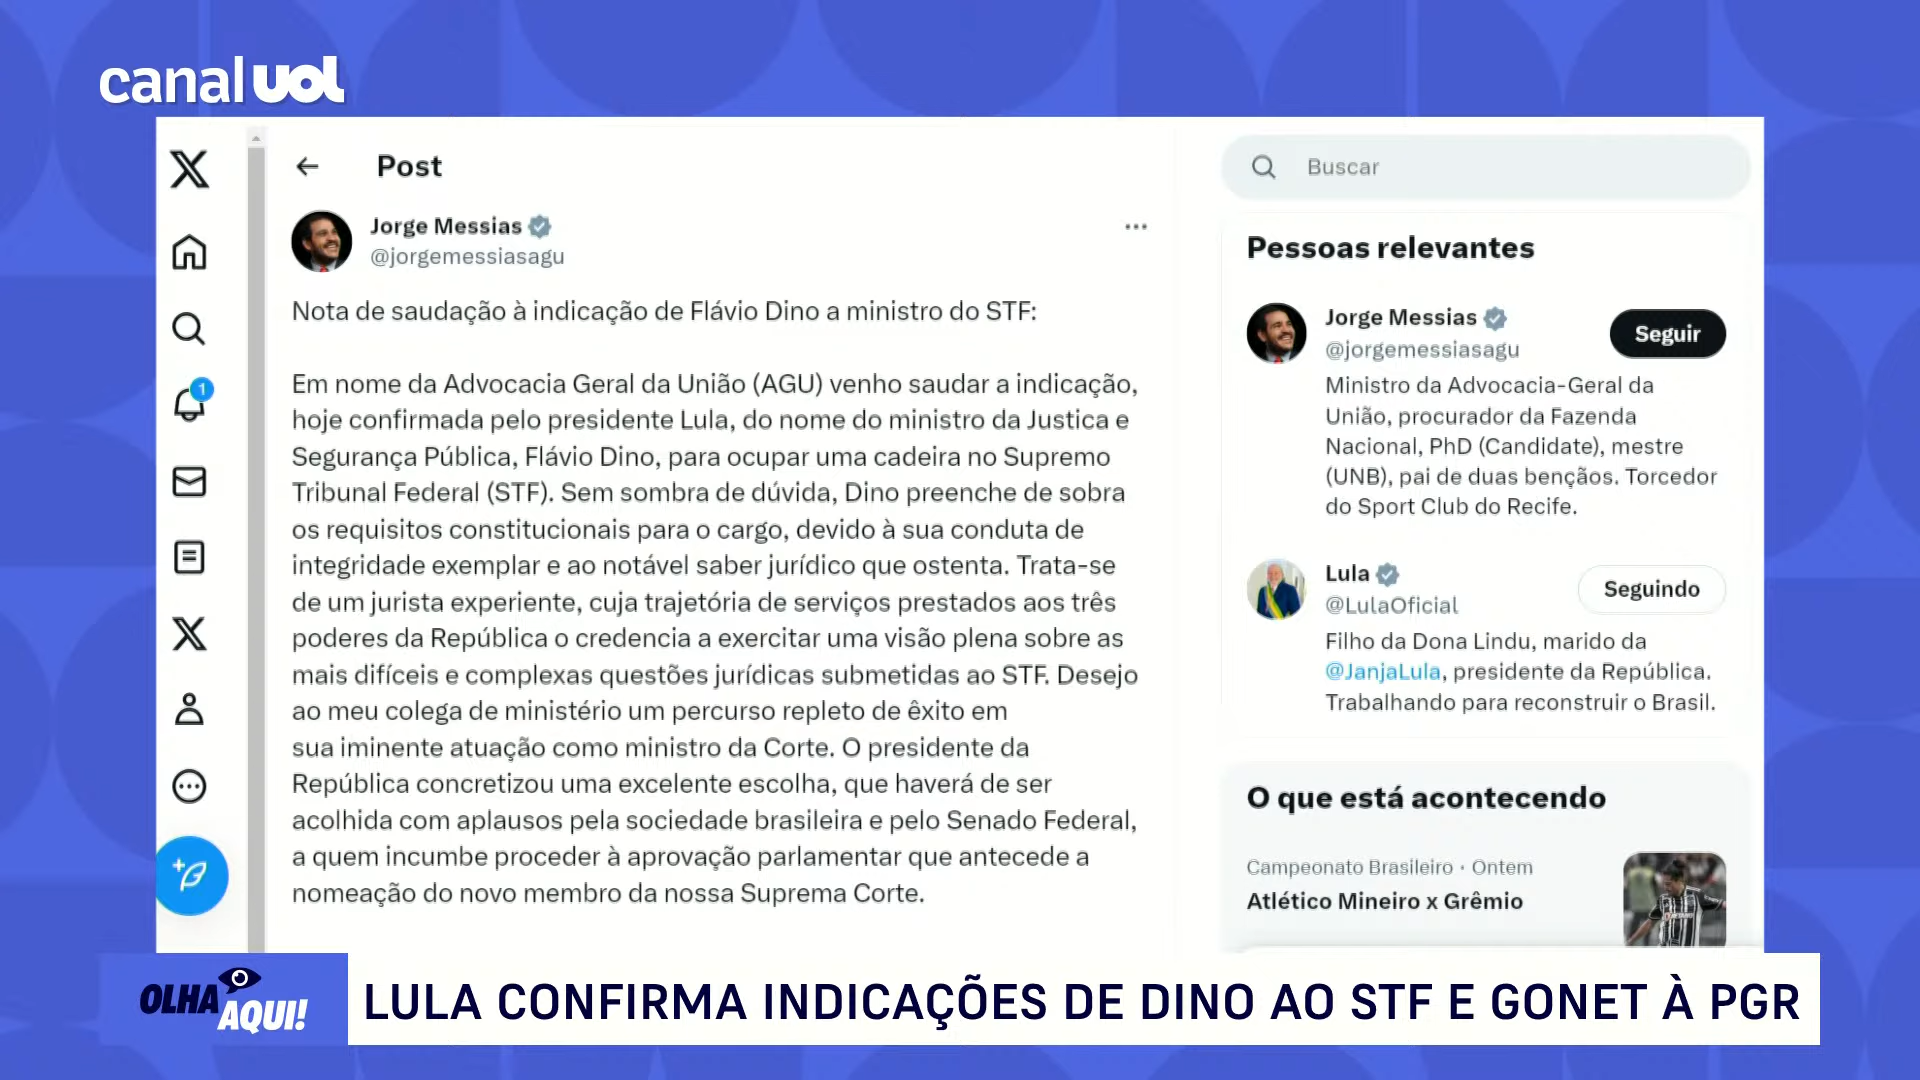 canal uol
Post
Jorge Messias
@jorgemessiasagu
Nota de saudação à indicação de Flávio Dino a ministro do STF:
Em nome da Advocacia Geral da União (AGU) venho saudar a indicação,
hoje confirmada pelo presidente Lula, do nome do ministro da Justica e
Segurança Pública, Flávio Dino, para ocupar uma cadeira no Supremo
Tribunal Federal (STF). Sem sombra de dúvida, Dino preenche de sobra
os requisitos constitucionais para o cargo, devido à sua conduta de
integridade exemplar e ao notável saber jurídico que ostenta. Trata-se
de um jurista experiente, cuja trajetória de serviços prestados aos três
poderes da República o credencia a exercitar uma visão plena sobre as
mais difíceis e complexas questões jurídicas submetidas ao STF. Desejo
ao meu colega de ministério um percurso repleto de êxito em
sua iminente atuação como ministro da Corte. O presidente da
República concretizou uma excelente escolha, que haverá de ser
acolhida com aplausos pela sociedade brasileira e pelo Senado Federal,
a quem incumbe proceder à aprovação parlamentar que antecede a
nomeação do novo membro da nossa Suprema Corte.
1
Buscar
Pessoas relevantes
Jorge Messias
@jorgemessiasagu
Seguir
Ministro da Advocacia-Geral da
União, procurador da Fazenda
Nacional, PhD (Candidate), mestre
(UNB), pai de duas bençãos. Torcedor
do Sport Club do Recife.
Lula
@LulaOficial
Seguindo
Filho da Dona Lindu, marido da
@JanjaLula, presidente da República.
Trabalhando para reconstruir o Brasil.
O que está acontecendo
Campeonato Brasileiro · Ontem
Atlético Mineiro x Grêmio
OLHA
AQUI!
LULA CONFIRMA INDICAÇÕES DE DINO AO STF E GONET À PGR